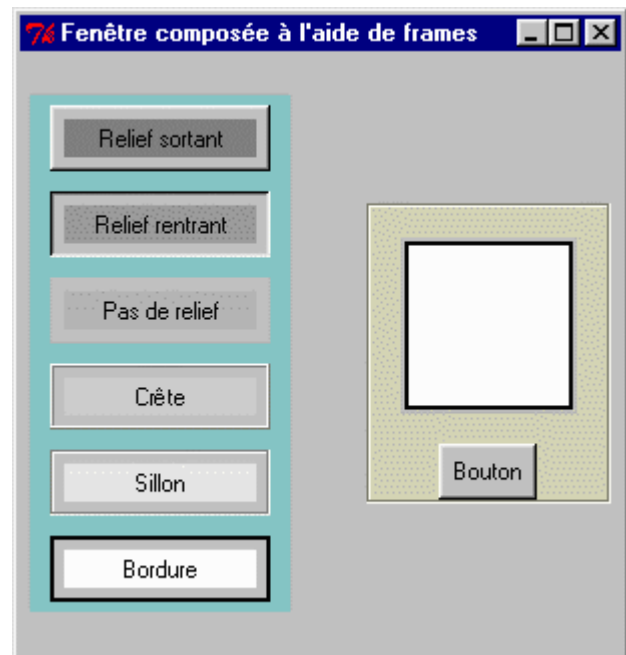 Fenêtre composée à l'aide de frames
Relief sortant
Relief rentrant
Pas de relief
Crête
Sillon
Bordure
Bouton